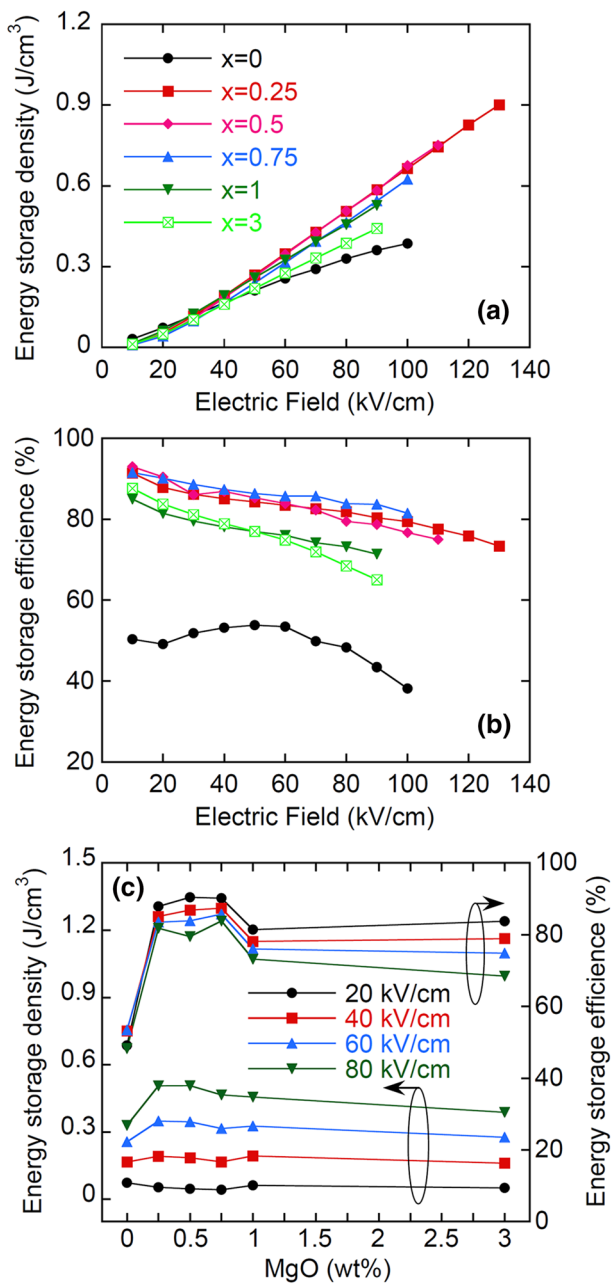 Energy storage density (J/cm³)
1.2
0.9
0.6
0.3
0
x=0
x=0.25
x=0.5
x=0.75
x=1
x=3
(a)
0 20 40 60 80 100 120 140
Electric Field (kV/cm)
Energy storage efficience (%)
100
80
60
40
20
(b)
0 20 40 60 80 100 120 140
Electric Field (kV/cm)
Energy storage density (J/cm³)
1.5
1.2
0.9
0.6
0.3
0
(c)
20 kV/cm
40 kV/cm
60 kV/cm
80 kV/cm
100
80
60
40
20
0
Energy storage efficience (%)
0 0.5 1 1.5 2 2.5 3
MgO (wt%)